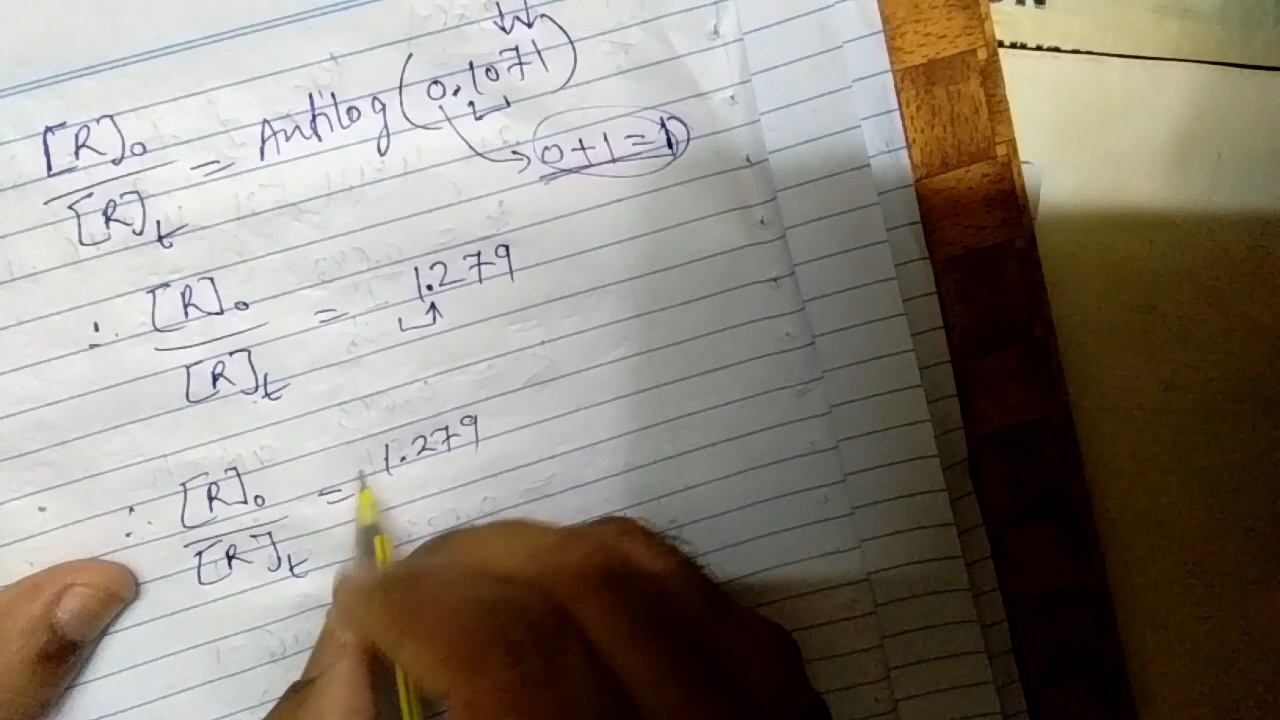 [R]₀ / [R]t = Antilog (0.1071)
0+1=1
∴ [R]₀ / [R]t = 1.279
∴ [R]₀ / [R]t = 1.279